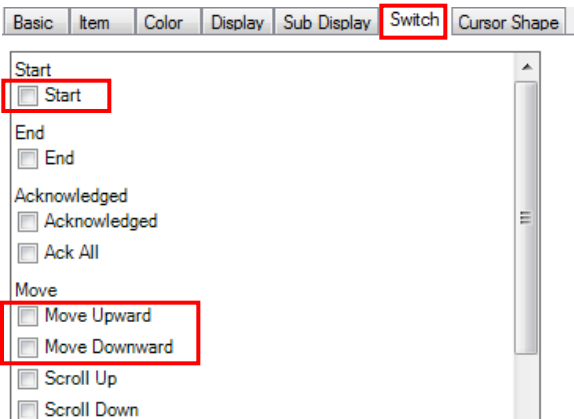 Basic Item Color Display Sub Display Switch Cursor Shape
Start
Start
End
End
Acknowledged
Acknowledged
Ack All
Move
Move Upward
Move Downward
Scroll Up
Scroll Down